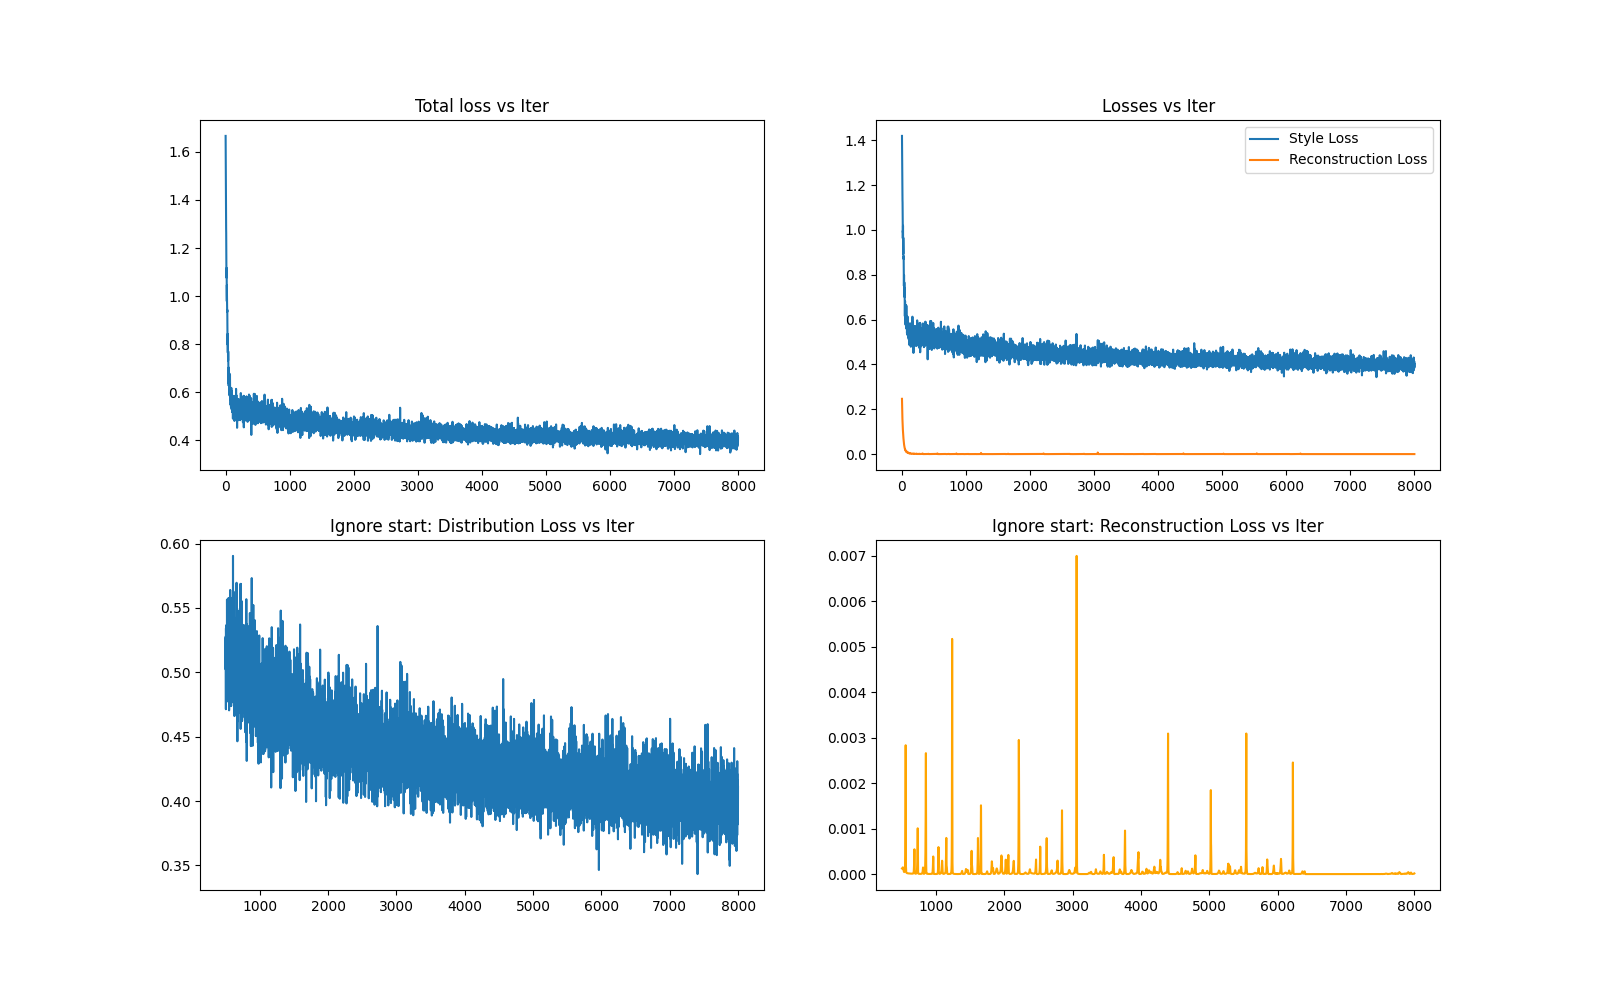 Total loss vs Iter
1.6
1.4
1.2
1.0
0.8
0.6
0.4
0 1000 2000 3000 4000 5000 6000 7000 8000
Losses vs Iter
Style Loss
Reconstruction Loss
1.4
1.2
1.0
0.8
0.6
0.4
0.2
0.0
0 1000 2000 3000 4000 5000 6000 7000 8000
Ignore start: Distribution Loss vs Iter
0.60
0.55
0.50
0.45
0.40
0.35
1000 2000 3000 4000 5000 6000 7000 8000
Ignore start: Reconstruction Loss vs Iter
0.007
0.006
0.005
0.004
0.003
0.002
0.001
0.000
1000 2000 3000 4000 5000 6000 7000 8000